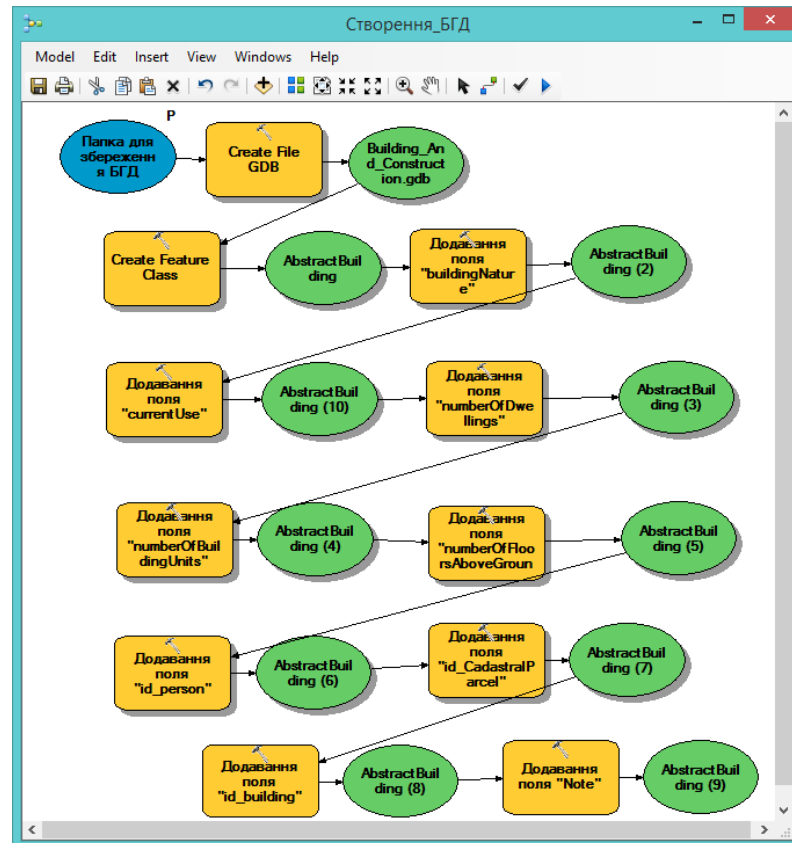 Створення_БГД
Model Edit Insert View Windows Help
P
Папка для
збереженн
я БГД
Create File
GDB
Building_An
d_Construct
ion.gdb
Create Feature
Class
AbstractBuil
ding
Додавання
поля
"buildingNatur
e"
AbstractBuil
ding (2)
Додавання
поля
"currentUse"
AbstractBuil
ding (10)
Додавання
поля
"numberOfDwe
llings"
AbstractBuil
ding (3)
Додавання
поля
"numberOfBui
ldingUnits"
AbstractBuil
ding (4)
Додавання
поля
"numberOfFloo
rsAboveGroun
AbstractBuil
ding (5)
Додавання
поля
"id_person"
AbstractBuil
ding (6)
Додавання
поля
"id_CadastralP
arcel"
AbstractBuil
ding (7)
Додавання
поля
"id_building"
AbstractBuil
ding (8)
Додавання
поля "Note"
AbstractBuil
ding (9)